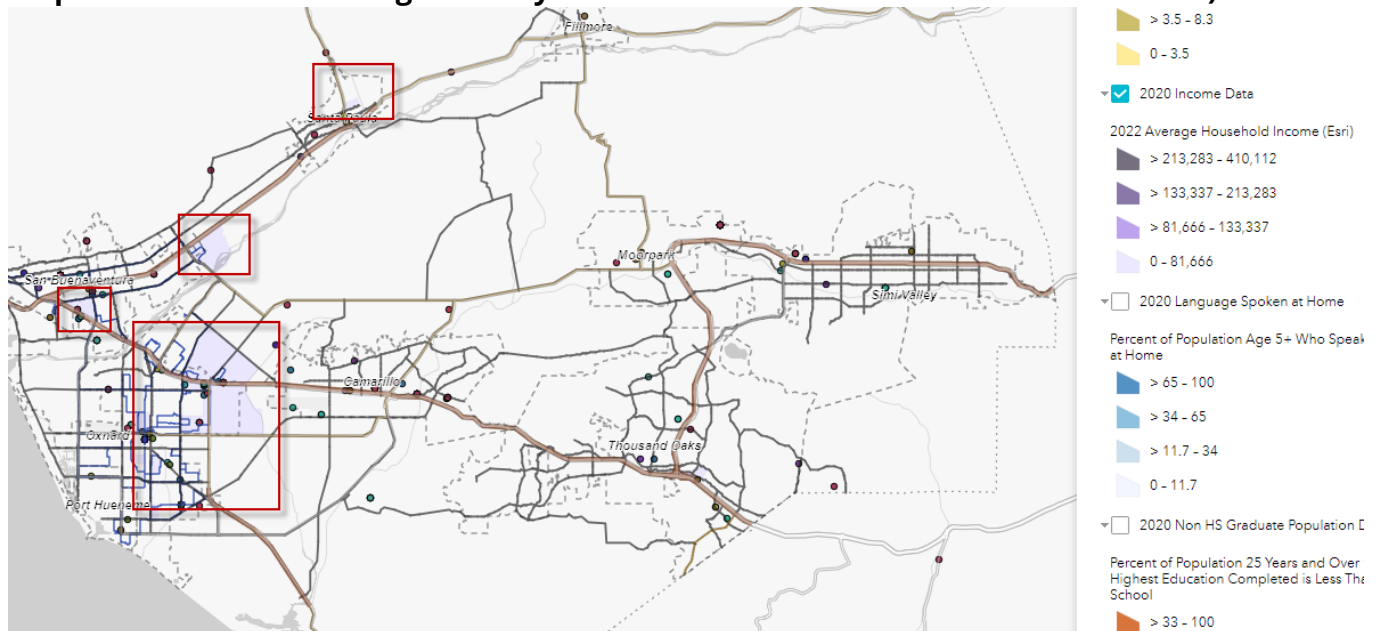 Fillmore
Santa Paula
San Buenaventura
Moorpark
Simi Valley
Camarillo
Oxnard
Thousand Oaks
Port Hueneme
> 3.5 - 8.3
0 - 3.5
2020 Income Data
2022 Average Household Income (Esri)
> 213,283 - 410,112
> 133,337 - 213,283
> 81,666 - 133,337
0 - 81,666
2020 Language Spoken at Home
Percent of Population Age 5+ Who Speak
at Home
> 65 - 100
> 34 - 65
> 11.7 - 34
0 - 11.7
2020 Non HS Graduate Population D
Percent of Population 25 Years and Over
Highest Education Completed is Less Tha
School
> 33 - 100